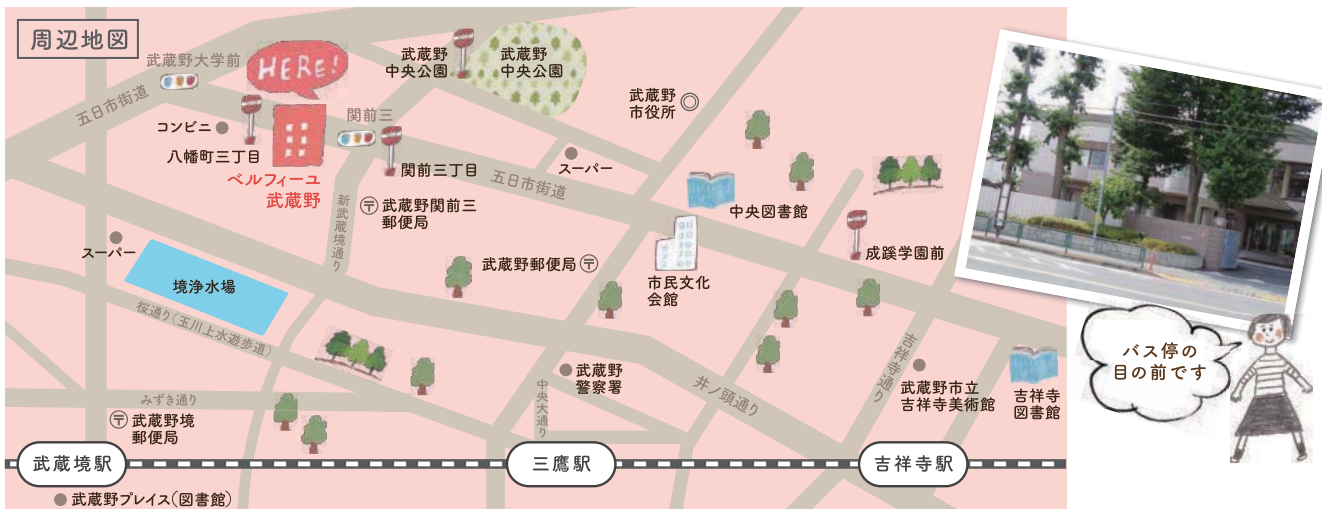 周辺地図
武蔵野大学前
HERE!
五日市街道
コンビニ
八幡町三丁目
ベルフィーユ
武蔵野
関前三
関前三丁目
武蔵野
中央公園
武蔵野
中央公園
武蔵野
市役所
スーパー
五日市街道
中央図書館
成蹊学園前
新武蔵境通り
〒武蔵野関前三
郵便局
武蔵野郵便局〒
市民文化
会館
スーパー
境浄水場
桜通り(玉川上水遊歩道)
みずき通り
〒武蔵野境
郵便局
武蔵野
警察署
中央大通り
井ノ頭通り
吉祥寺通り
武蔵野市立
吉祥寺美術館
吉祥寺
図書館
武蔵境駅
三鷹駅
吉祥寺駅
武蔵野プレイス(図書館)
バス停の
目の前です